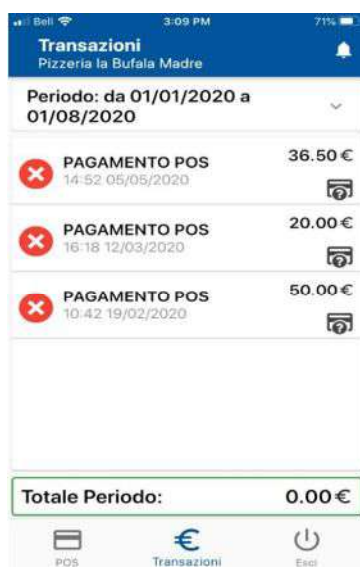 Bell 3:09 PM 71%
Transazioni
Pizzeria la Bufala Madre
Periodo: da 01/01/2020 a
01/08/2020
PAGAMENTO POS 36.50 €
14:52 05/05/2020
PAGAMENTO POS 20.00 €
16:18 12/03/2020
PAGAMENTO POS 50.00 €
10:42 19/02/2020
Totale Periodo: 0.00 €
POS Transazioni Esci